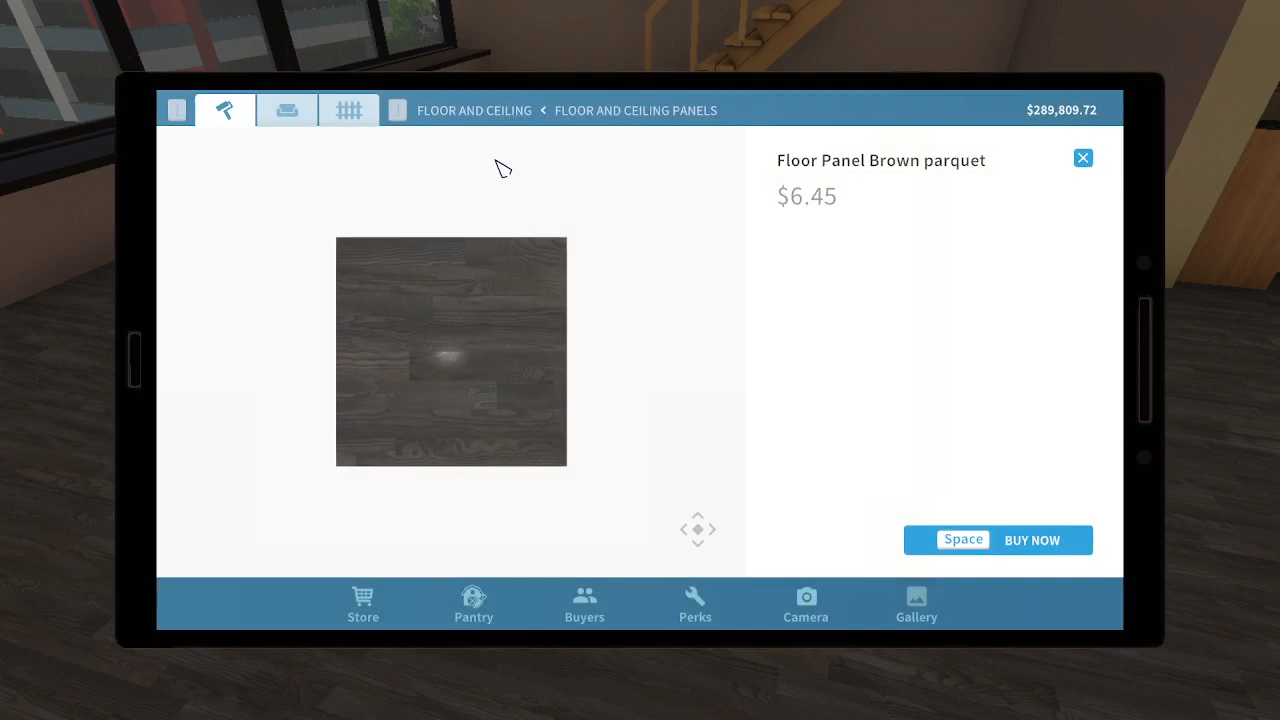 FLOOR AND CEILING < FLOOR AND CEILING PANELS
$289,809.72
Floor Panel Brown parquet
$6.45
Space BUY NOW
Store
Pantry
Buyers
Perks
Camera
Gallery